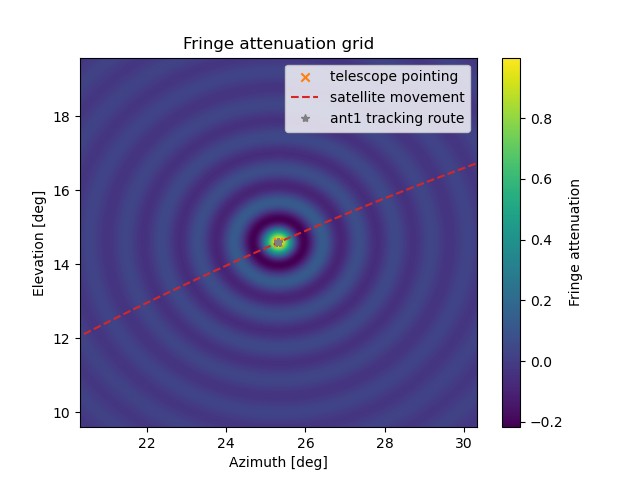 Fringe attenuation grid
telescope pointing
satellite movement
ant1 tracking route
18
16
14
12
10
Elevation [deg]
22
24
26
28
30
Azimuth [deg]
0.8
0.6
0.4
0.2
0.0
−0.2
Fringe attenuation